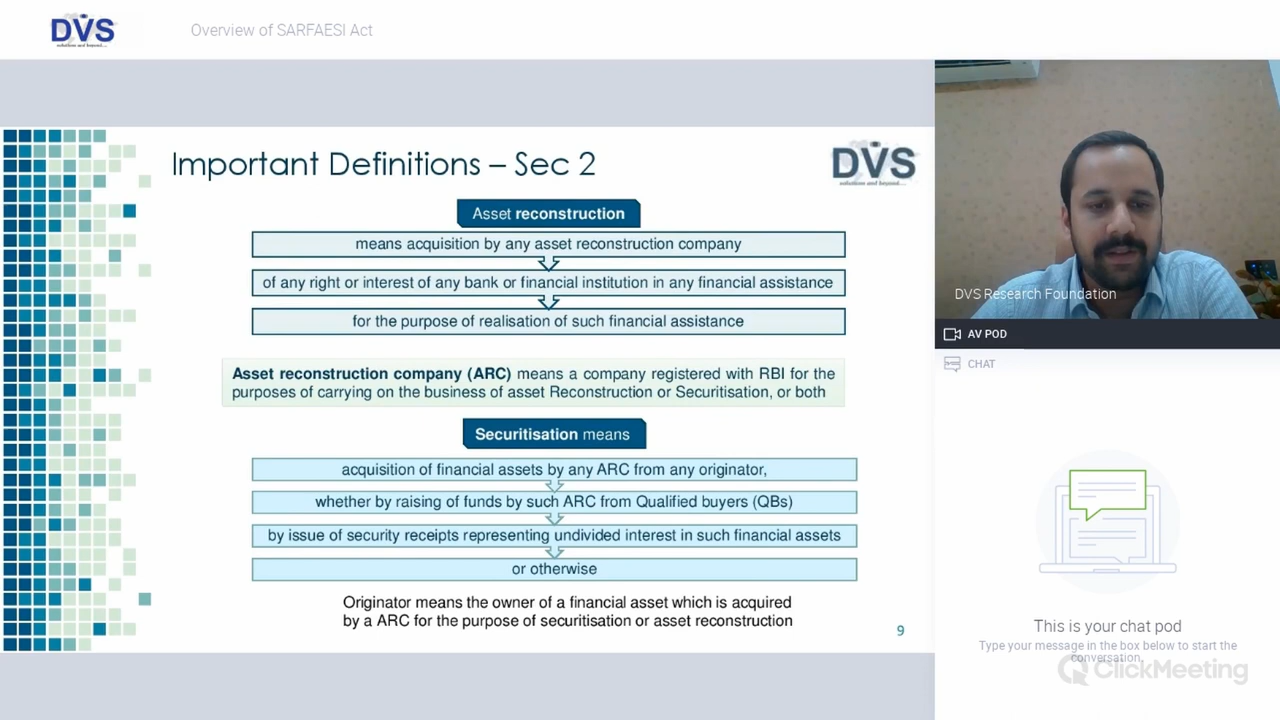 DVS
solutions and beyond....
Overview of SARFAESI Act
Important Definitions – Sec 2
DVS
solutions and beyond....
Asset reconstruction
means acquisition by any asset reconstruction company
of any right or interest of any bank or financial institution in any financial assistance
for the purpose of realisation of such financial assistance
Asset reconstruction company (ARC) means a company registered with RBI for the
purposes of carrying on the business of asset Reconstruction or Securitisation, or both
Securitisation means
acquisition of financial assets by any ARC from any originator,
whether by raising of funds by such ARC from Qualified buyers (QBs)
by issue of security receipts representing undivided interest in such financial assets
or otherwise
Originator means the owner of a financial asset which is acquired
by a ARC for the purpose of securitisation or asset reconstruction
9
DVS Research Foundation
AV POD
CHAT
This is your chat pod
Type your message in the box below to start the
conversation.
ClickMeeting